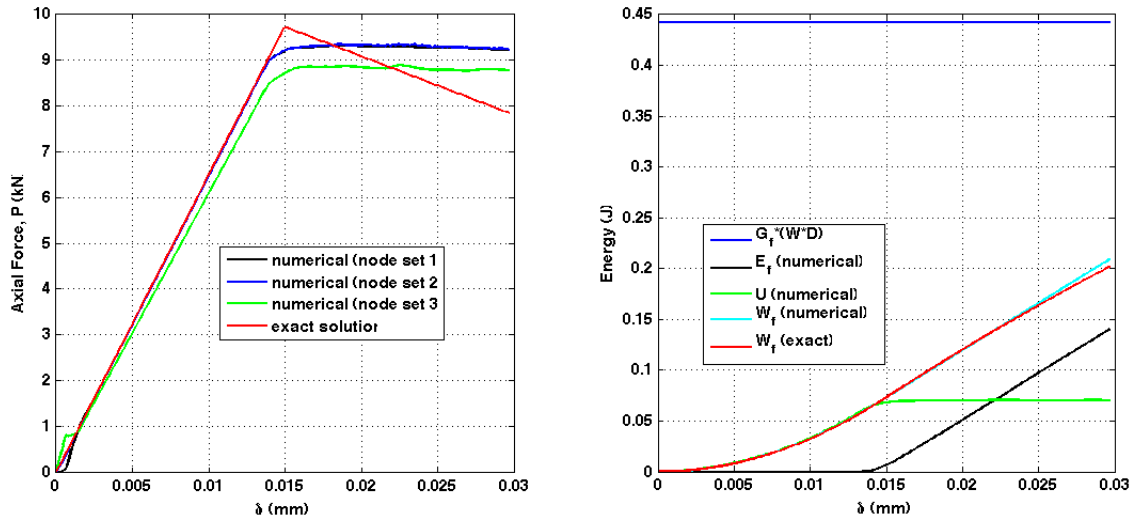 10
9
8
7
6
5
4
3
2
1
0
Axial Force, P (kN
0
0.005
0.01
0.015
0.02
0.025
0.03
δ (mm)
numerical (node set 1
numerical (node set 2
numerical (node set 3
exact solution
0.45
0.4
0.35
0.3
0.25
0.2
0.15
0.1
0.05
0
Energy (J)
0
0.005
0.01
0.015
0.02
0.025
0.03
δ (mm)
G_f*(W*D)
E_f (numerical)
U (numerical)
W_f (numerical)
W_f (exact)